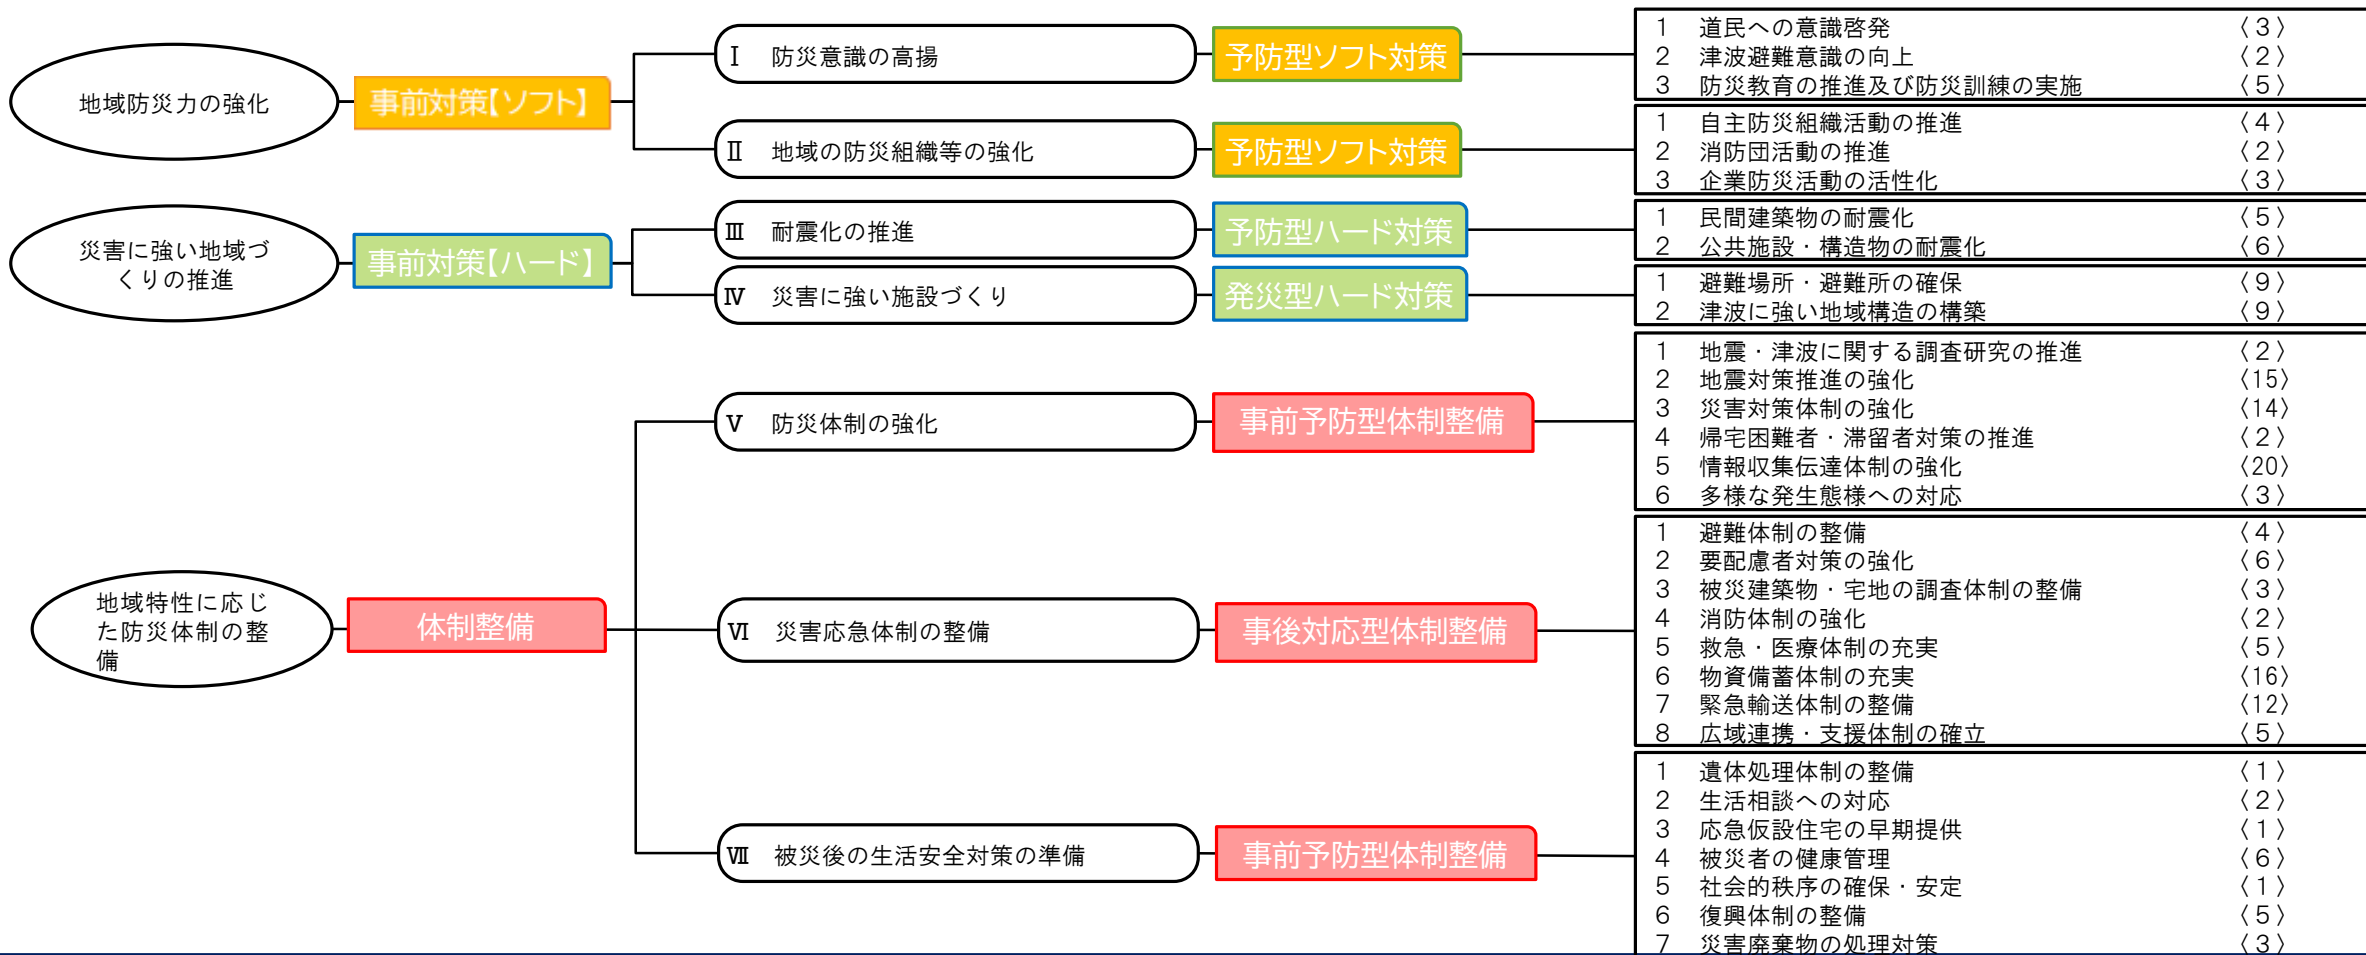 地域防災力の強化
事前対策【ソフト】
Ⅰ 防災意識の高揚
予防型ソフト対策
1 道民への意識啓発 〈3〉
2 津波避難意識の向上 〈2〉
3 防災教育の推進及び防災訓練の実施 〈5〉
Ⅱ 地域の防災組織等の強化
予防型ソフト対策
1 自主防災組織活動の推進 〈4〉
2 消防団活動の推進 〈2〉
3 企業防災活動の活性化 〈3〉
災害に強い地域づ
くりの推進
事前対策【ハード】
Ⅲ 耐震化の推進
予防型ハード対策
1 民間建築物の耐震化 〈5〉
2 公共施設・構造物の耐震化 〈6〉
Ⅳ 災害に強い施設づくり
発災型ハード対策
1 避難場所・避難所の確保 〈9〉
2 津波に強い地域構造の構築 〈9〉
地域特性に応じ
た防災体制の整
備
体制整備
Ⅴ 防災体制の強化
事前予防型体制整備
1 地震・津波に関する調査研究の推進 〈2〉
2 地震対策推進の強化 〈15〉
3 災害対策体制の強化 〈14〉
4 帰宅困難者・滞留者対策の推進 〈2〉
5 情報収集伝達体制の強化 〈20〉
6 多様な発生態様への対応 〈3〉
Ⅵ 災害応急体制の整備
事後対応型体制整備
1 避難体制の整備 〈4〉
2 要配慮者対策の強化 〈6〉
3 被災建築物・宅地の調査体制の整備 〈3〉
4 消防体制の強化 〈2〉
5 救急・医療体制の充実 〈5〉
6 物資備蓄体制の充実 〈16〉
7 緊急輸送体制の整備 〈12〉
8 広域連携・支援体制の確立 〈5〉
Ⅶ 被災後の生活安全対策の準備
事前予防型体制整備
1 遺体処理体制の整備 〈1〉
2 生活相談への対応 〈2〉
3 応急仮設住宅の早期提供 〈1〉
4 被災者の健康管理 〈6〉
5 社会的秩序の確保・安定 〈1〉
6 復興体制の整備 〈5〉
7 災害廃棄物の処理対策 〈3〉